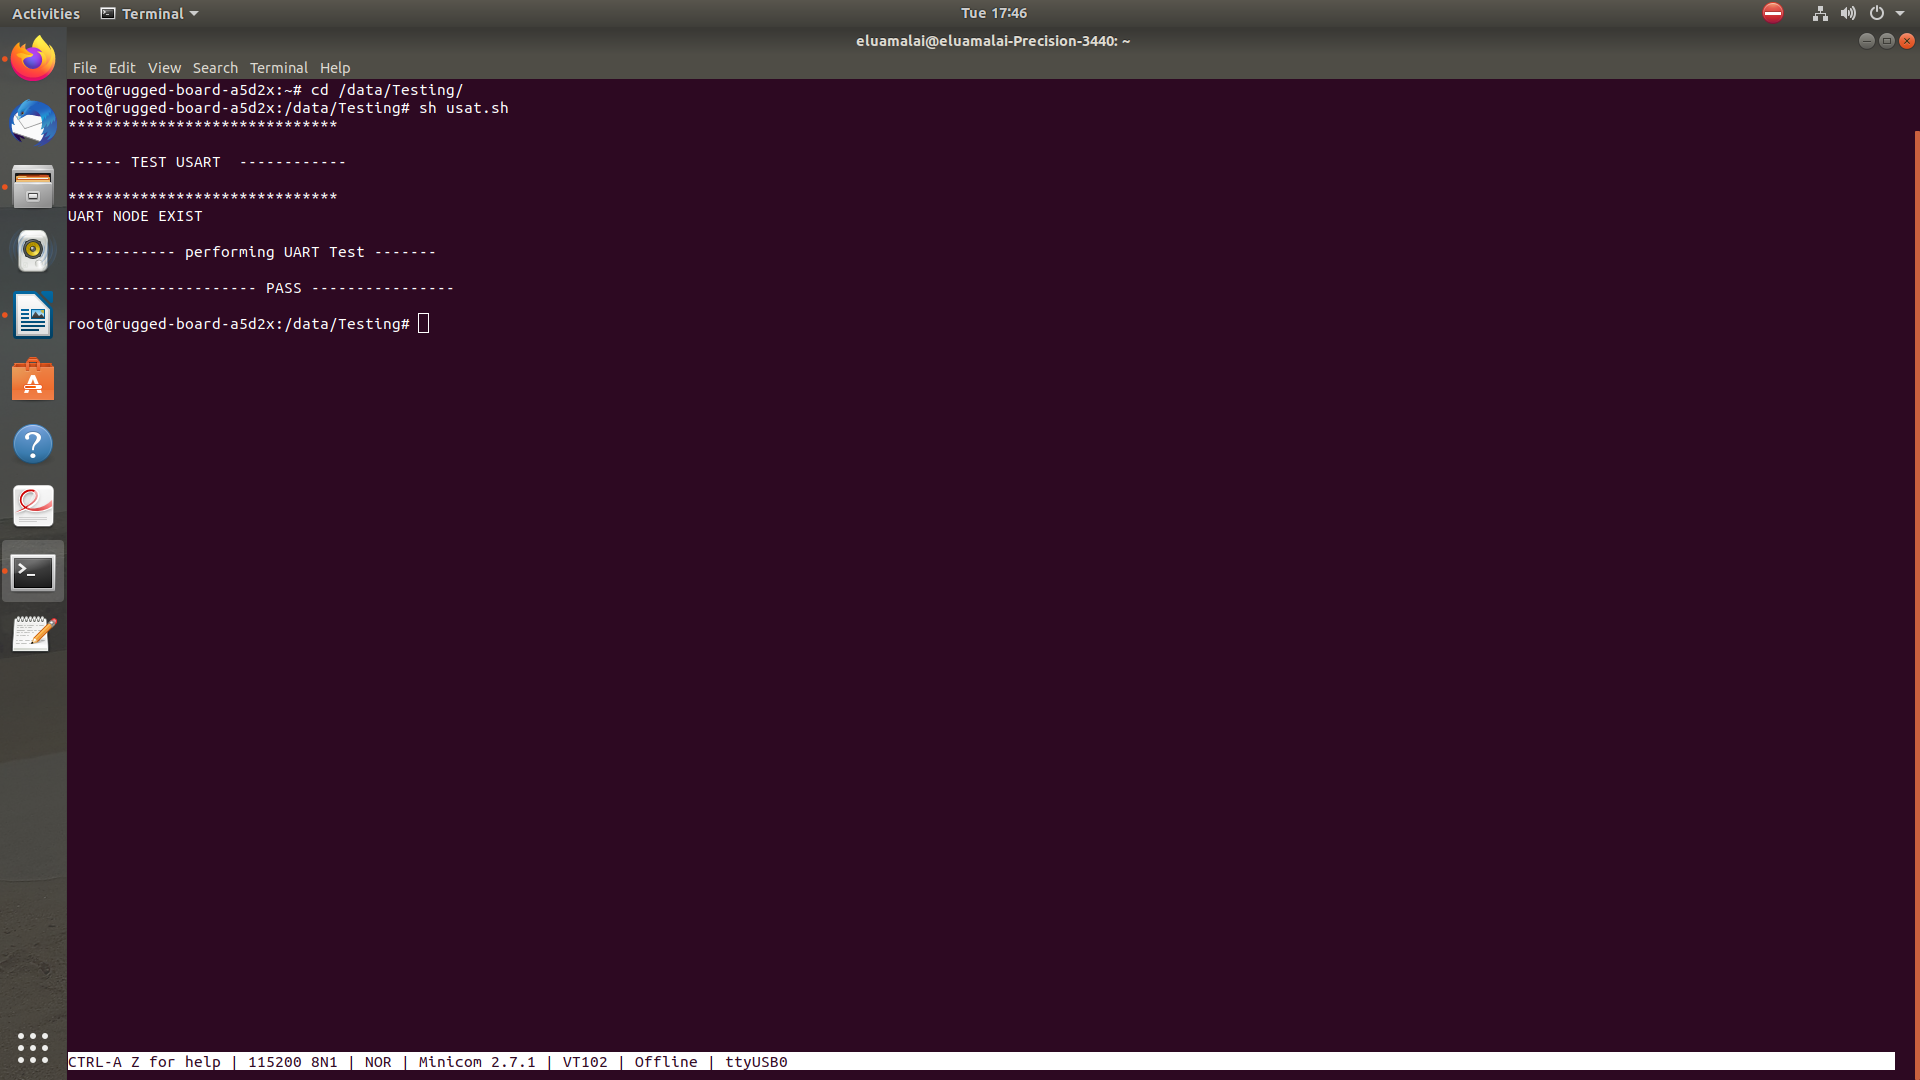 Activities Terminal Tue 17:46
eluamalai@eluamalai-Precision-3440: ~
File Edit View Search Terminal Help
root@rugged-board-a5d2x:~# cd /data/Testing/
root@rugged-board-a5d2x:/data/Testing# sh usat.sh
******************************
------ TEST USART  ------------
******************************
UART NODE EXIST
------------ performing UART Test -------
--------------------- PASS ----------------
root@rugged-board-a5d2x:/data/Testing#
CTRL-A Z for help | 115200 8N1 | NOR | Minicom 2.7.1 | VT102 | Offline | ttyUSB0